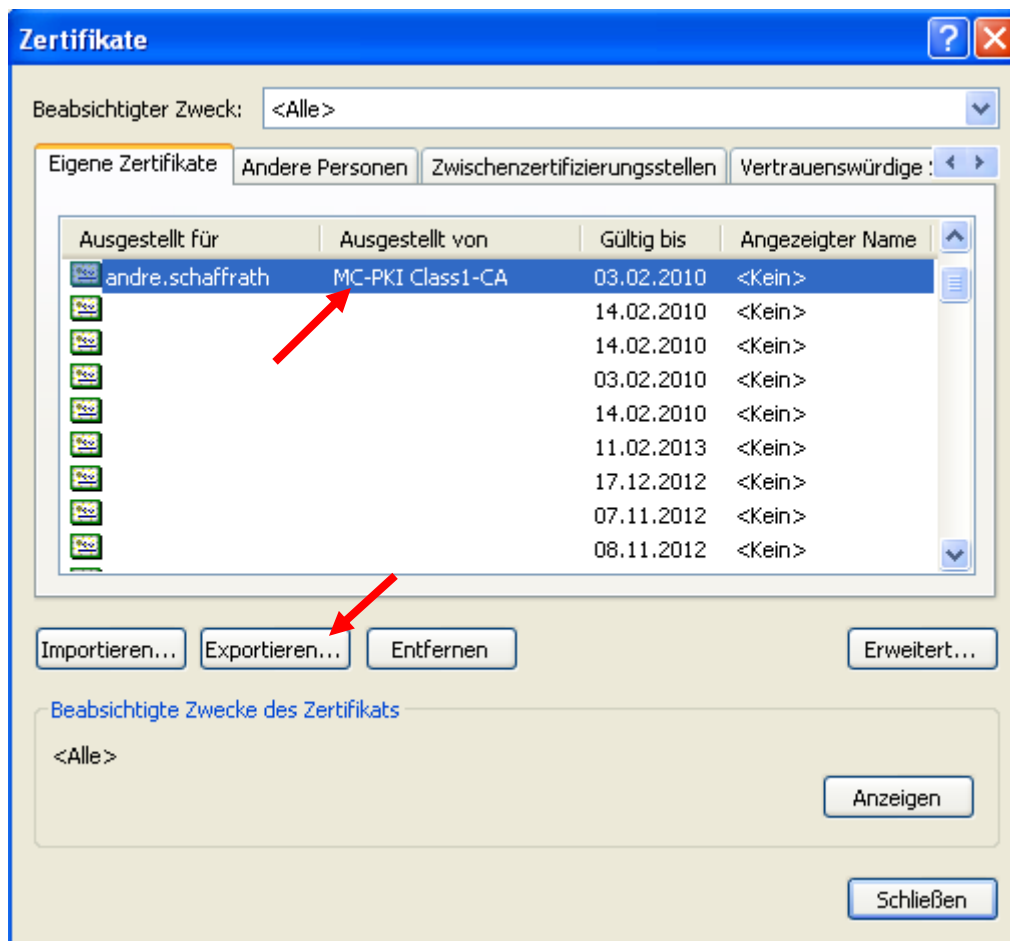 Zertifikate
Beabsichtigter Zweck: <Alle>
Eigene Zertifikate Andere Personen Zwischenzertifizierungsstellen Vertrauenswürdige
Ausgestellt für Ausgestellt von Gültig bis Angezeigter Name
andre.schaffrath MC-PKI Class1-CA 03.02.2010 <Kein>
14.02.2010 <Kein>
14.02.2010 <Kein>
03.02.2010 <Kein>
14.02.2010 <Kein>
11.02.2013 <Kein>
17.12.2012 <Kein>
07.11.2012 <Kein>
08.11.2012 <Kein>
Importieren... Exportieren... Entfernen Erweitert...
Beabsichtigte Zwecke des Zertifikats
<Alle>
Anzeigen
Schließen